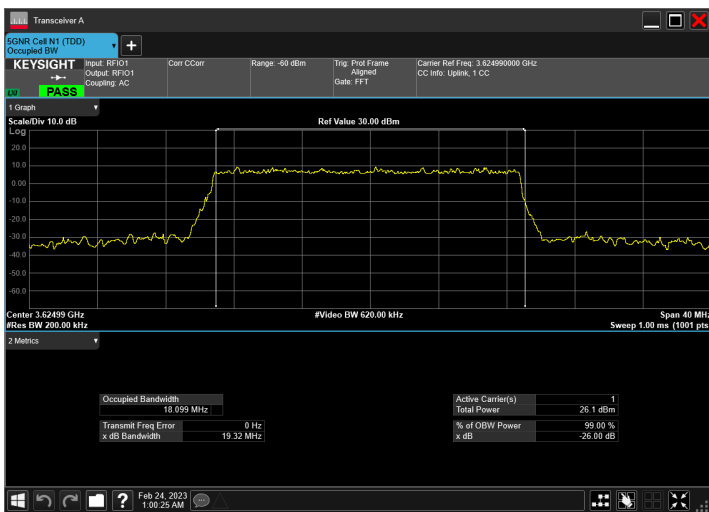 Transceiver A
5GNR Cell N1 (TDD)
Occupied BW
KEYSIGHT
PASS
Input: RFIO1
Output: RFIO1
Coupling: AC
Corr CCorr
Range: -60 dBm
Trig: Prot Frame
Aligned
Gate: FFT
Carrier Ref Freq: 3.624990000 GHz
CC Info: Uplink, 1 CC
1 Graph
Scale/Div 10.0 dB
Ref Value 30.00 dBm
Log
20.0
10.0
0.00
-10.0
-20.0
-30.0
-40.0
-50.0
-60.0
Center 3.62499 GHz
#Video BW 620.00 kHz
Span 40 MHz
#Res BW 200.00 kHz
Sweep 1.00 ms (1001 pts
2 Metrics
Occupied Bandwidth
18.099 MHz
Transmit Freq Error 0 Hz
x dB Bandwidth 19.32 MHz
Active Carrier(s) 1
Total Power 26.1 dBm
% of OBW Power 99.00 %
x dB -26.00 dB
Feb 24, 2023
1:00:25 AM